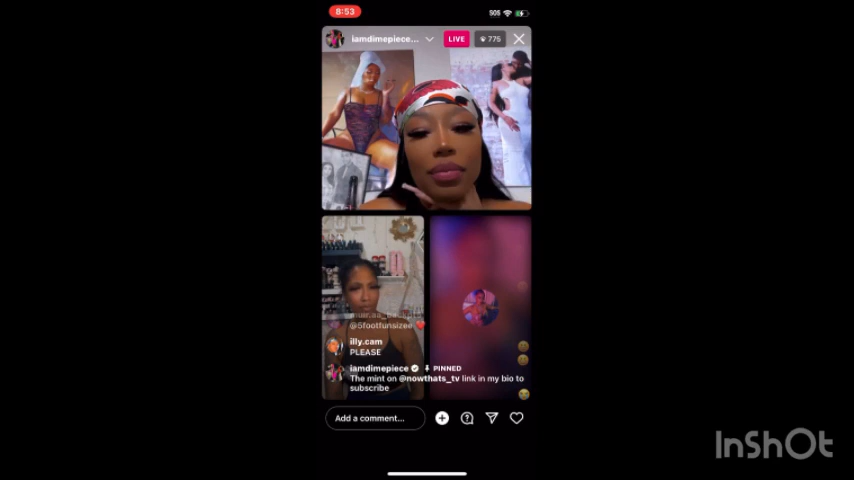 8:53
SOS
iamdimepiece...
LIVE
775
@5footfunsizee
illy.cam
PLEASE
iamdimepiece PINNED
The mint on @nowthats_tv link in my bio to
subscribe
Add a comment...
InShOt